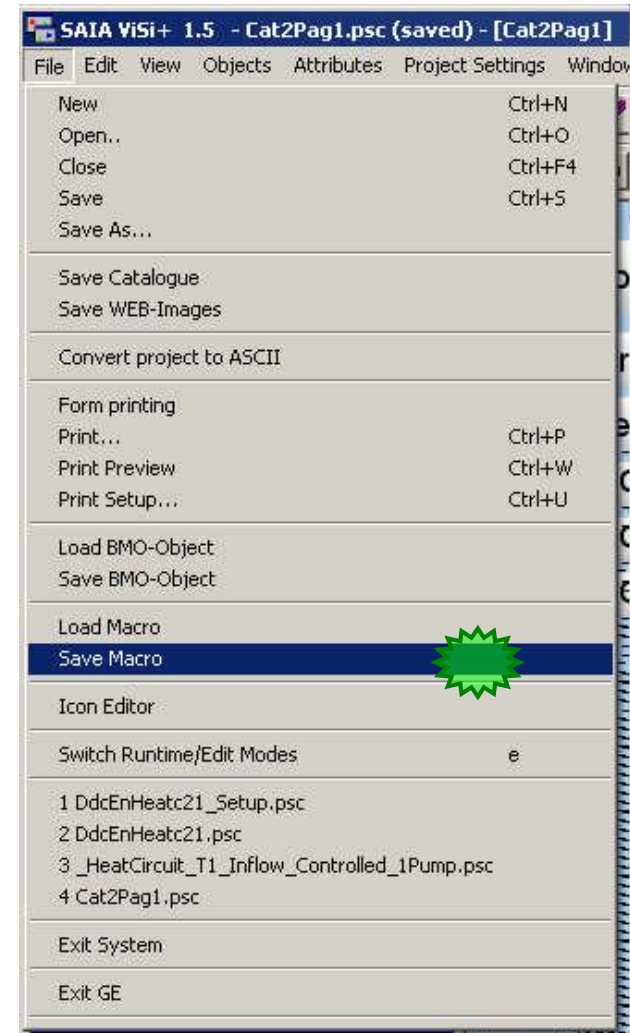 SAIA ViSi+ 1.5 - Cat2Pag1.psc (saved) - [Cat2Pag1]
File Edit View Objects Attributes Project Settings
New Ctrl+N
Open.. Ctrl+O
Close Ctrl+F4
Save Ctrl+S
Save As...
Save Catalogue
Save WEB-Images
Convert project to ASCII
Form printing
Print... Ctrl+P
Print Preview Ctrl+W
Print Setup... Ctrl+U
Load BMO-Object
Save BMO-Object
Load Macro
Save Macro
Icon Editor
Switch Runtime/Edit Modes e
1 DdcEnHeatc21_Setup.psc
2 DdcEnHeatc21.psc
3 _HeatCircuit_T1_Inflow_Controlled_1Pump.psc
4 Cat2Pag1.psc
Exit System
Exit GE